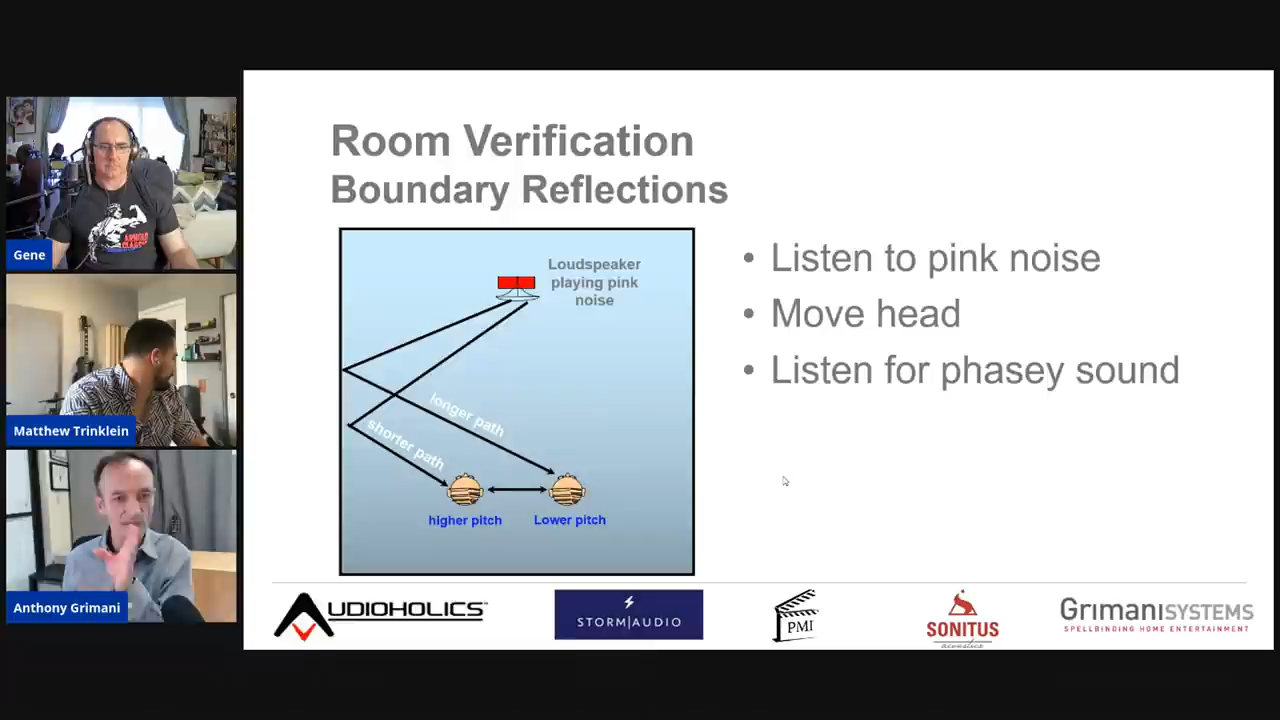 Gene
Matthew Trinklein
Anthony Grimani
Room Verification
Boundary Reflections
Loudspeaker
playing pink
noise
longer path
shorter path
higher pitch
Lower pitch
• Listen to pink noise
• Move head
• Listen for phasey sound
AUDIOHOLICS™
STORM|AUDIO
PMI
SONITUS
acoustics
GRIMANISYSTEMS
SPELLBINDING HOME ENTERTAINMENT